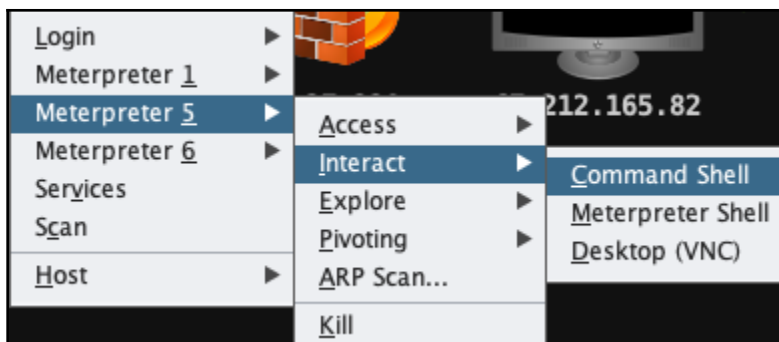 Login
Meterpreter 1
Meterpreter 5
Meterpreter 6
Services
Scan
Host
Access
Interact
Explore
Pivoting
ARP Scan...
Kill
212.165.82
Command Shell
Meterpreter Shell
Desktop (VNC)